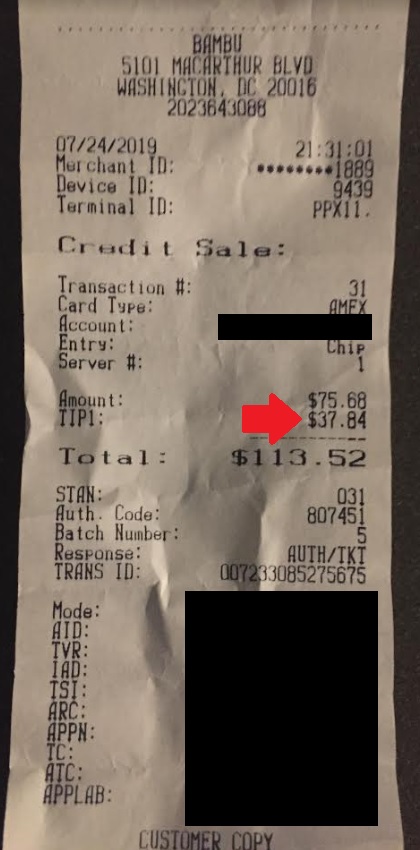 BAMBU
5101 MACARTHUR BLVD
WASHINGTON, DC 20016
2023643088
07/24/2019 21:31:01
Merchant ID: ••••••••1889
Device ID: 9439
Terminal ID: PPX11.
Credit Sale:
Transaction #: 31
Card Type: AMEX
Account:
Entry: Chip
Server #: 1
Amount: $75.68
TIP1: $37.84
Total: $113.52
STAN: 031
Auth. Code: 807451
Batch Number: 5
Response: AUTH/TKT
TRANS ID: 007233085275675
Mode:
AID:
TVR:
IAD:
TSI:
ARC:
APPN:
TC:
ATC:
APPLAB:
CUSTOMER COPY